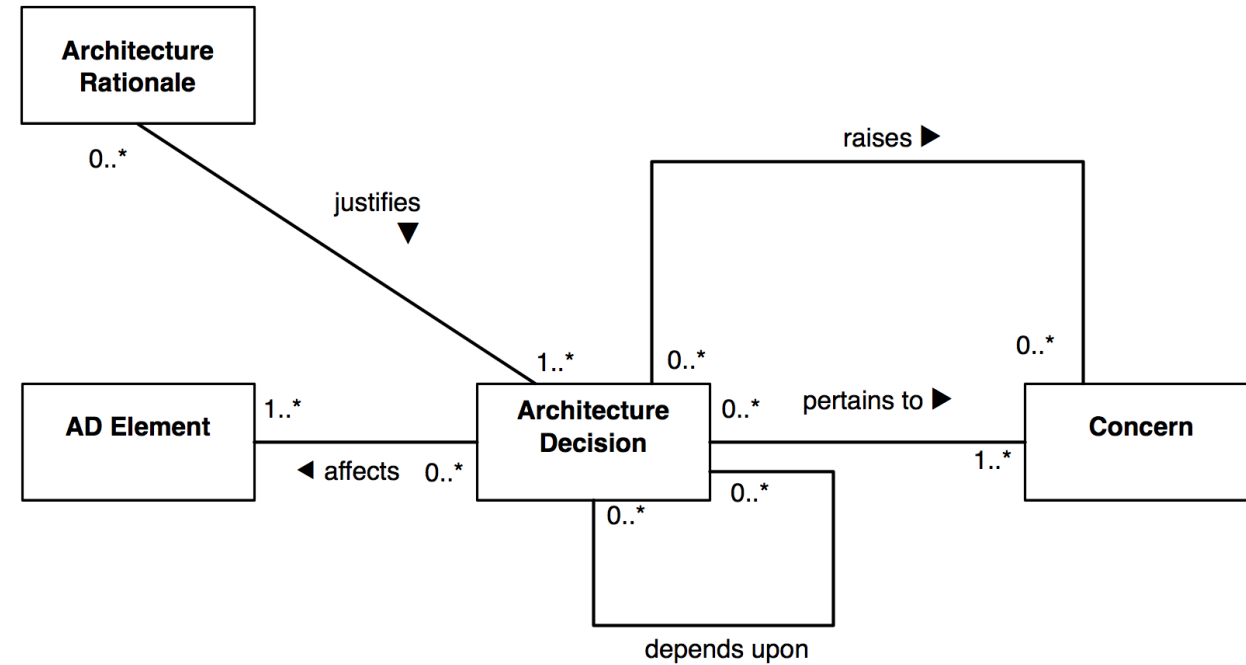 Architecture
Rationale
0..*
raises ▶
justifies
▼
1..*
0..*
0..*
AD Element
1..*
◀ affects
0..*
Architecture
Decision
0..*
pertains to ▶
1..*
Concern
0..*
0..*
depends upon